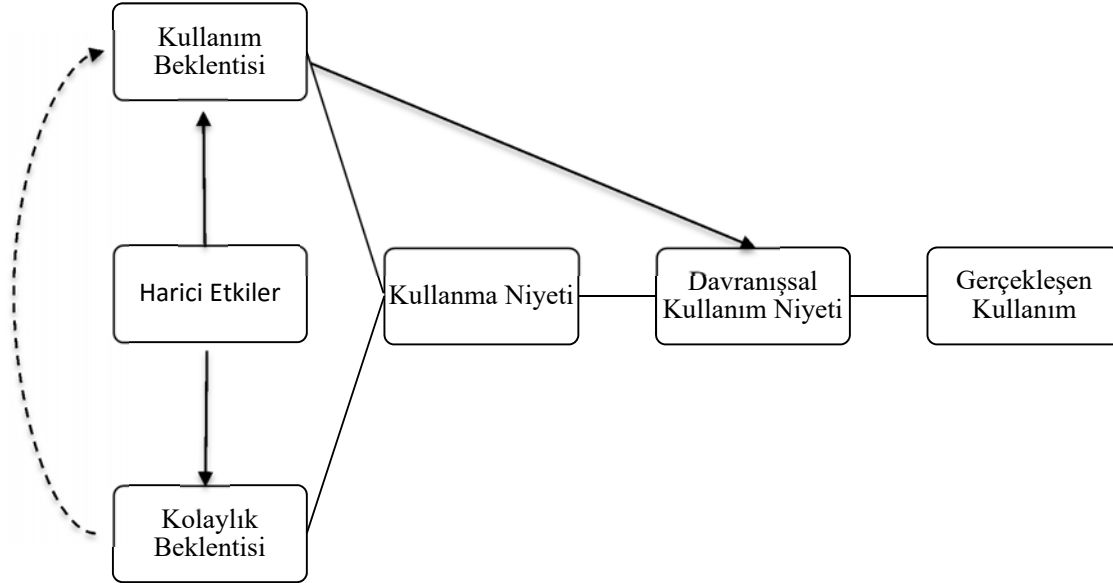 Kullanım
Beklentisi
Harici Etkiler
Kullanma Niyeti
Davranışsal
Kullanım Niyeti
Gerçekleşen
Kullanım
Kolaylık
Beklentisi